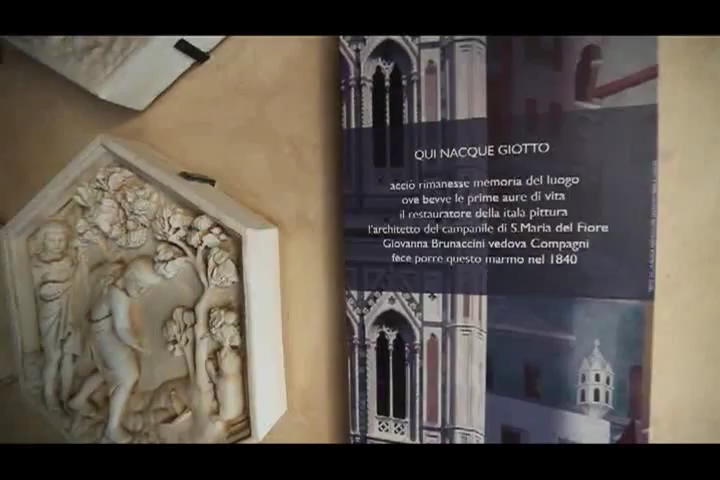 QUI NACQUE GIOTTO
acciò rimanesse memoria del luogo
ove bevve le prime aure di vita
il restauratore della itala pittura
l'architetto del campanile di S.Maria del Fiore
Giovanna Brunaccini vedova Compagni
fece porre questo marmo nel 1840